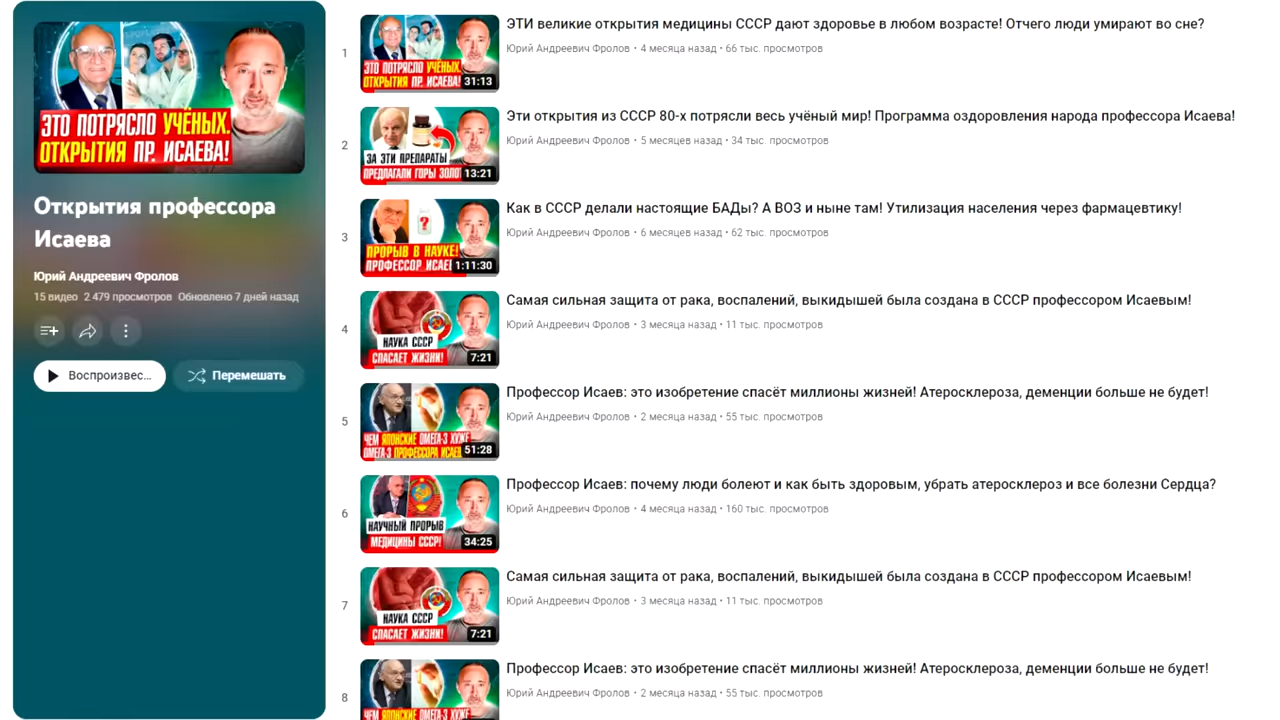 ЭТО ПОТРЯСЛО УЧЁНЫХ.
ОТКРЫТИЯ ПР. ИСАЕВА!
Открытия профессора
Исаева
Юрий Андреевич Фролов
15 видео 2 479 просмотров Обновлено 7 дней назад
Воспроизвес...
Перемешать
1
ЭТО ПОТРЯСЛО УЧЁНЫХ.
ОТКРЫТИЯ ПР. ИСАЕВА!
31:13
ЭТИ великие открытия медицины СССР дают здоровье в любом возрасте! Отчего люди умирают во сне?
Юрий Андреевич Фролов • 4 месяца назад • 66 тыс. просмотров
2
ЗА ЭТИ ПРЕПАРАТЫ
ПРЕДЛАГАЛИ ГОРЫ
13:21
Эти открытия из СССР 80-х потрясли весь учёный мир! Программа оздоровления народа профессора Исаева!
Юрий Андреевич Фролов • 5 месяцев назад • 34 тыс. просмотров
3
?
ПРОРЫВ В НАУКЕ!
ПРОФЕССОР
1:11:30
Как в СССР делали настоящие БАДы? А ВОЗ и ныне там! Утилизация населения через фармацевтику!
Юрий Андреевич Фролов • 6 месяцев назад • 62 тыс. просмотров
4
НАУКА СССР
СПАСАЕТ ЖИЗНИ!
7:21
Самая сильная защита от рака, воспалений, выкидышей была создана в СССР профессором Исаевым!
Юрий Андреевич Фролов • 3 месяца назад • 11 тыс. просмотров
5
ЧЕМ ЯПОНСКИЕ ОМЕГА-3 ХУЖЕ
ОМЕГА-3 ПРОФЕССОРА
51:28
Профессор Исаев: это изобретение спасёт миллионы жизней! Атеросклероза, деменции больше не будет!
Юрий Андреевич Фролов • 2 месяца назад • 55 тыс. просмотров
6
НАУЧНЫЙ ПРОРЫВ
МЕДИЦИНЫ СССР!
34:25
Профессор Исаев: почему люди болеют и как быть здоровым, убрать атеросклероз и все болезни Сердца?
Юрий Андреевич Фролов • 4 месяца назад • 160 тыс. просмотров
7
НАУКА СССР
СПАСАЕТ ЖИЗНИ!
7:21
Самая сильная защита от рака, воспалений, выкидышей была создана в СССР профессором Исаевым!
Юрий Андреевич Фролов • 3 месяца назад • 11 тыс. просмотров
8
ЧЕМ ЯПОНСКИЕ ОМЕГА-3 ХУЖЕ
Профессор Исаев: это изобретение спасёт миллионы жизней! Атеросклероза, деменции больше не будет!
Юрий Андреевич Фролов • 2 месяца назад • 55 тыс. просмотров